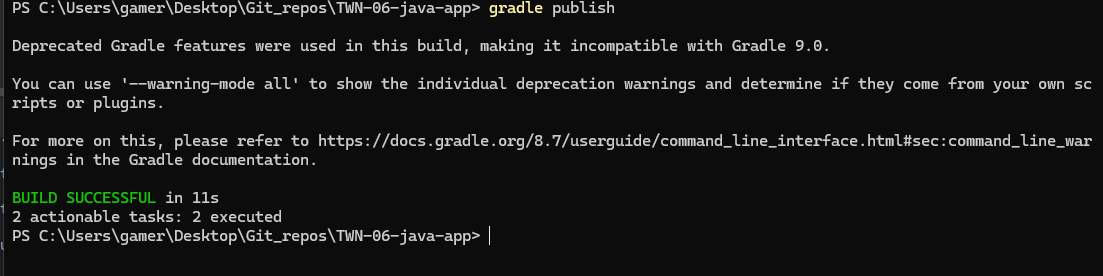 PS C:\Users\gamer\Desktop\Git_repos\TWN-06-java-app> gradle publish
Deprecated Gradle features were used in this build, making it incompatible with Gradle 9.0.
You can use '--warning-mode all' to show the individual deprecation warnings and determine if they come from your own sc
ripts or plugins.
For more on this, please refer to https://docs.gradle.org/8.7/userguide/command_line_interface.html#sec:command_line_war
nings in the Gradle documentation.
BUILD SUCCESSFUL in 11s
2 actionable tasks: 2 executed
PS C:\Users\gamer\Desktop\Git_repos\TWN-06-java-app>